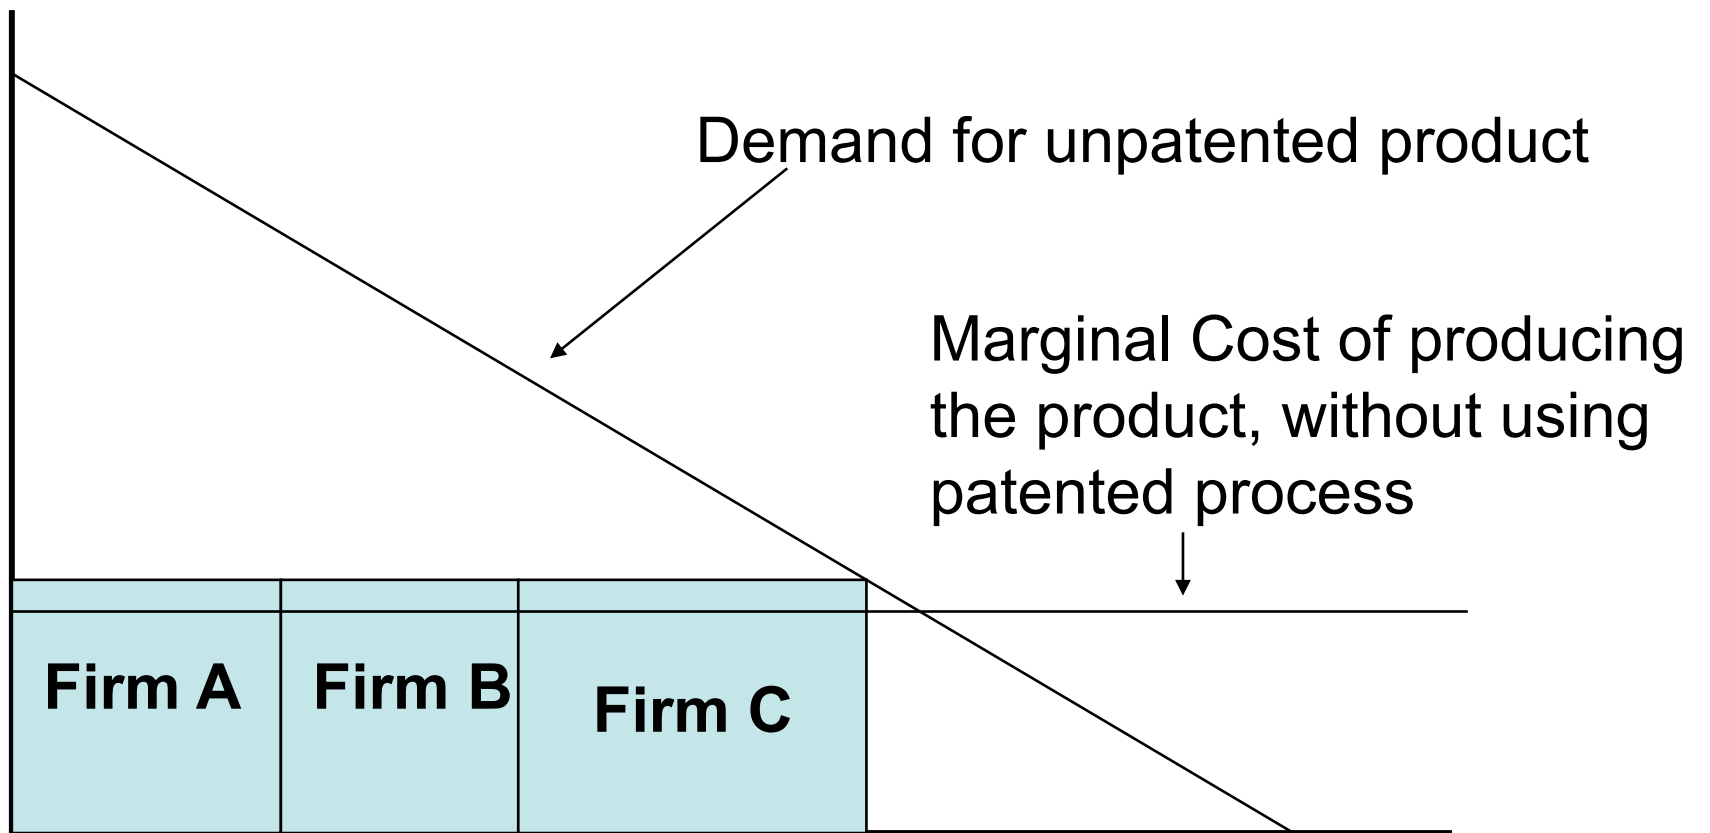 Demand for unpatented product
Marginal Cost of producing
the product, without using
patented process
Firm A
Firm B
Firm C